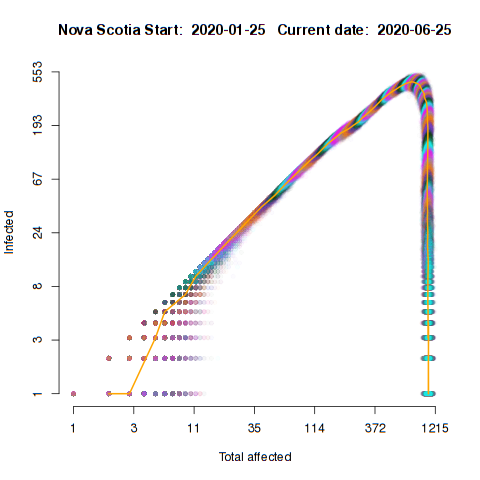 Nova Scotia Start:  2020-01-25   Current date:  2020-06-25
553
193
67
24
8
3
1
Infected
1 3 11 35 114 372 1215
Total affected